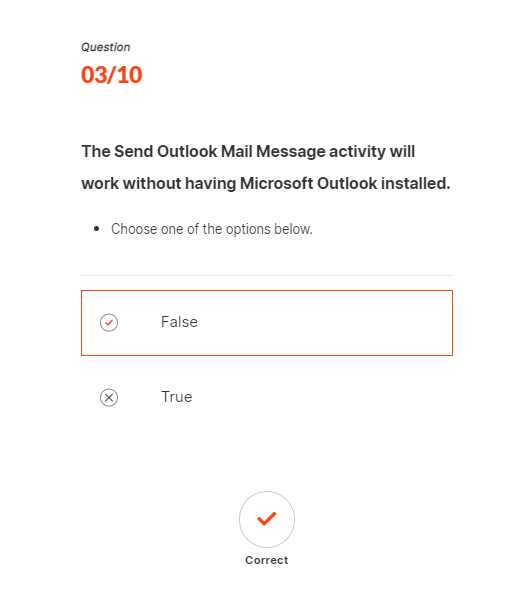 Question
03/10
The Send Outlook Mail Message activity will
work without having Microsoft Outlook installed.
• Choose one of the options below.
False
True
Correct